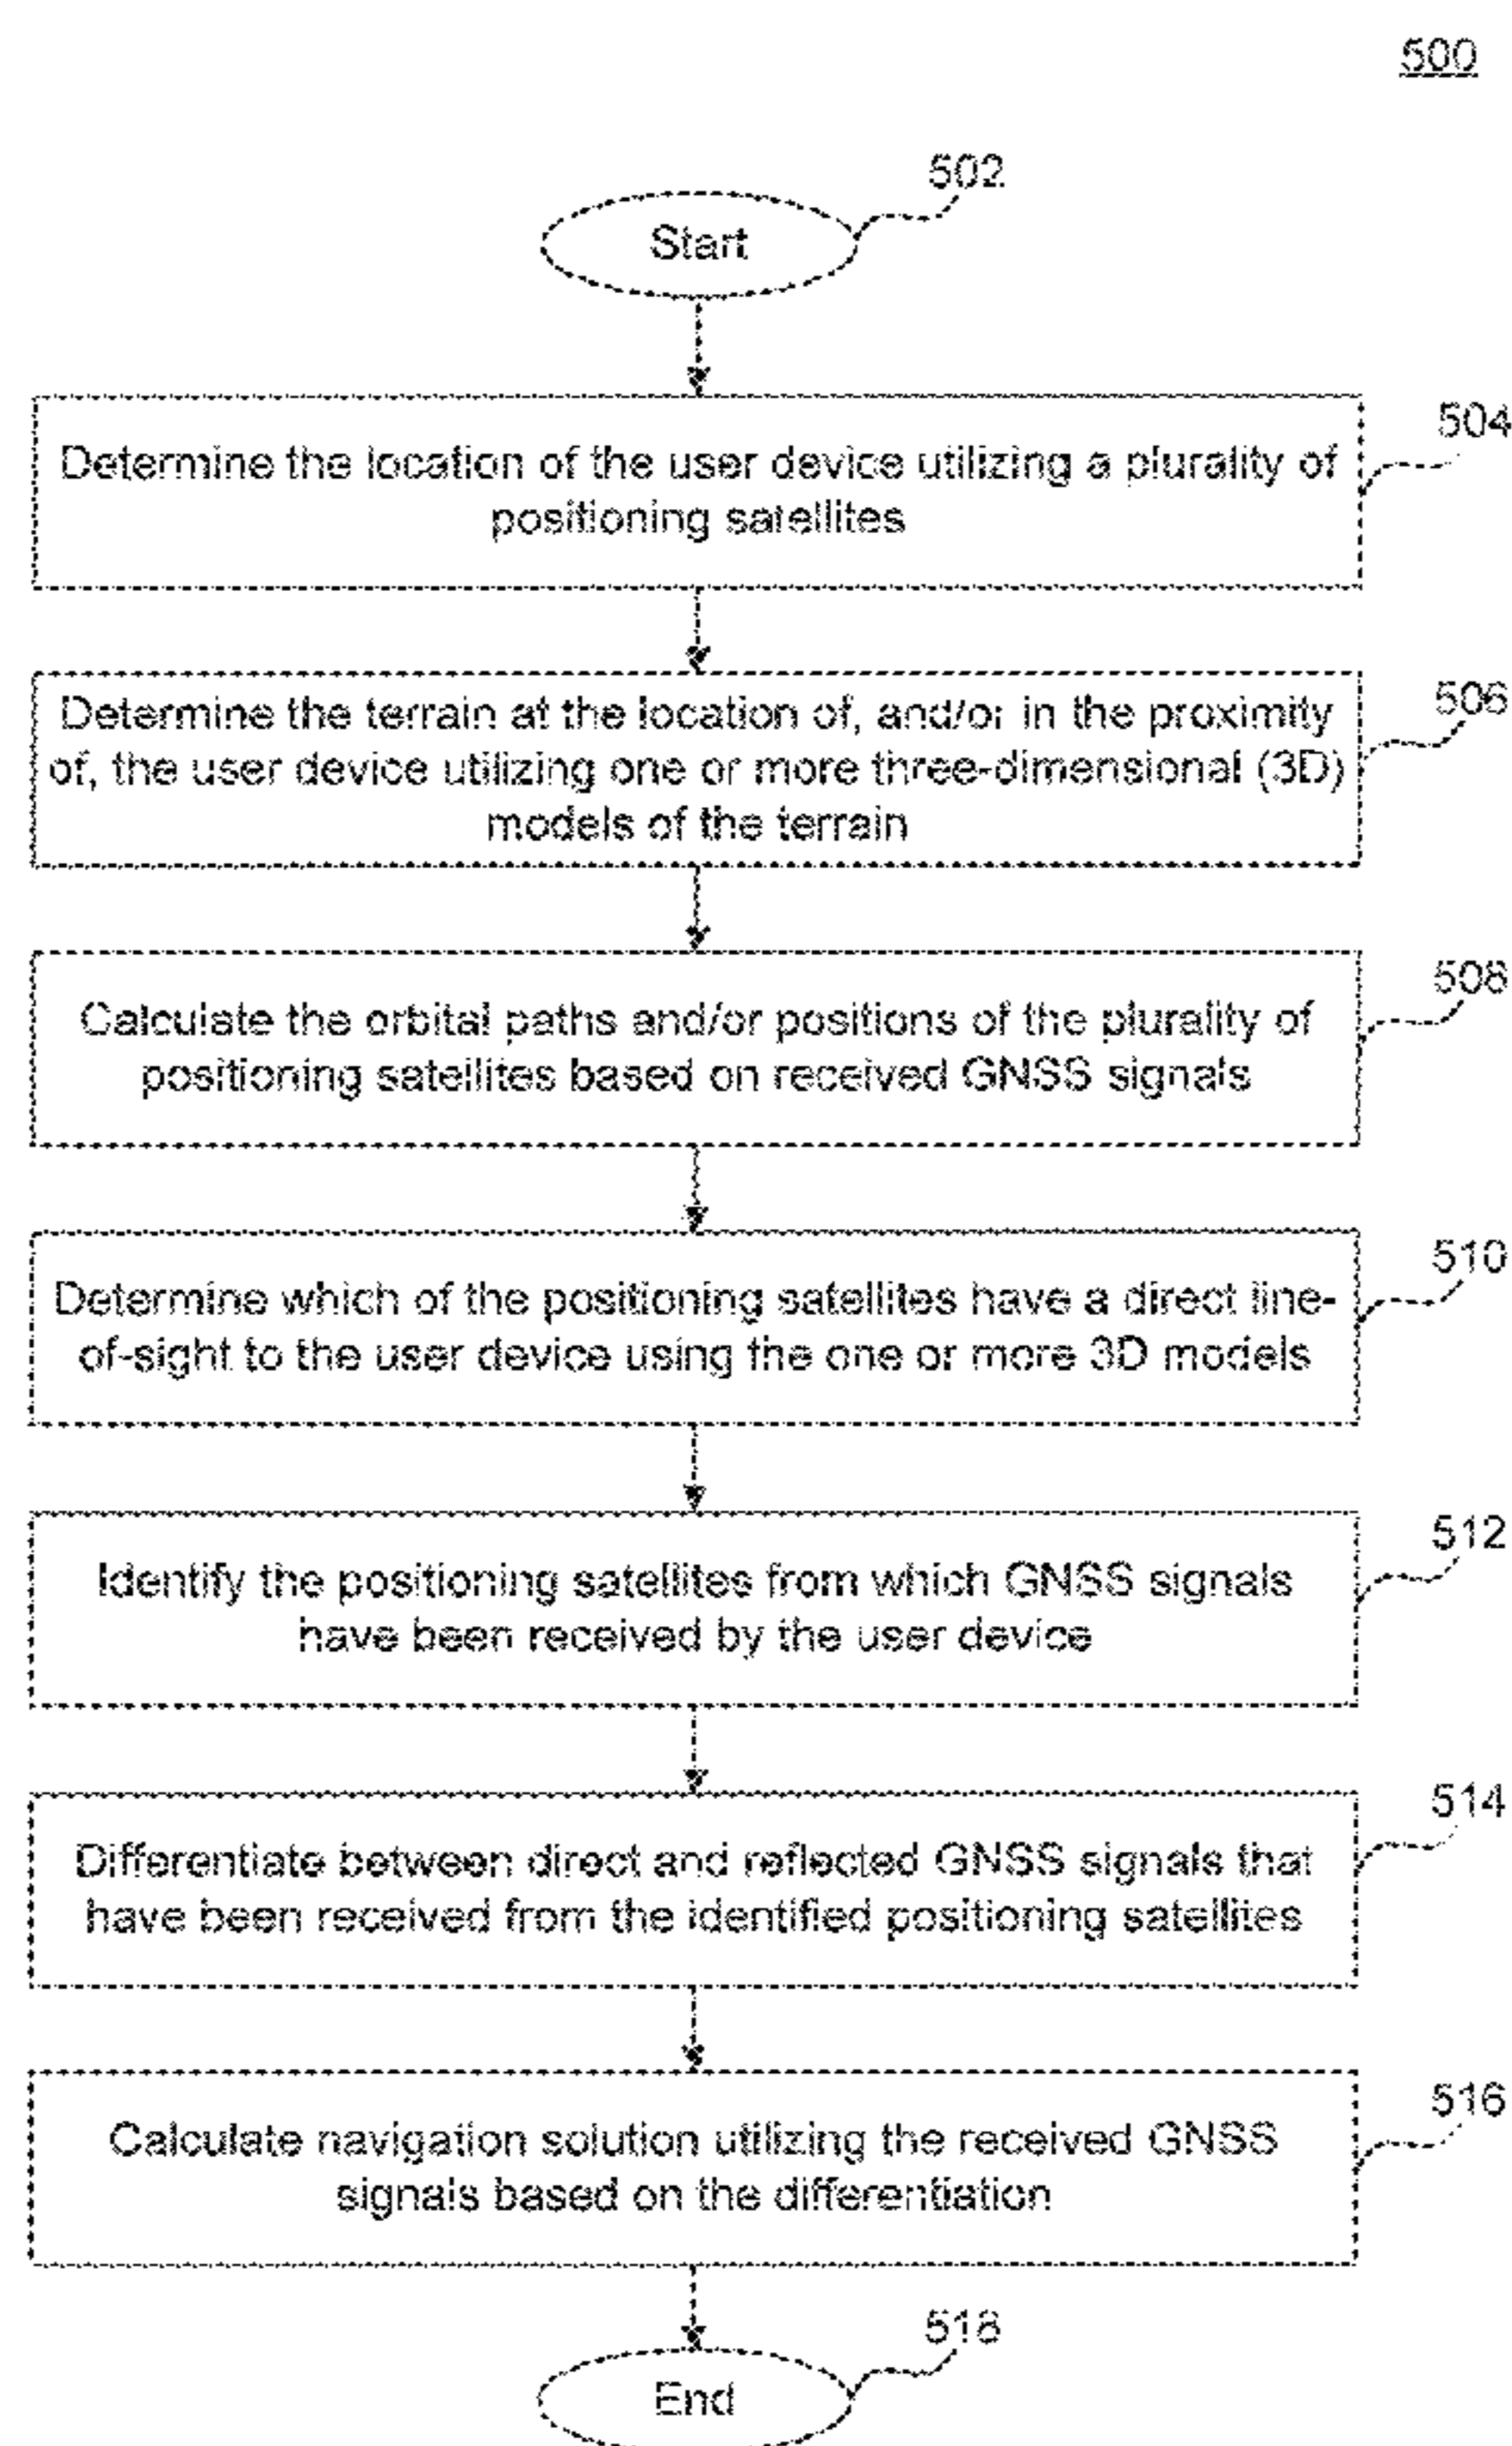 500
502
Start
504
Determine the location of the user device utilizing a plurality of
positioning satellites
506
Determine the terrain at the location of, and/or in the proximity
of, the user device utilizing one or more three-dimensional (3D)
models of the terrain
508
Calculate the orbital paths and/or positions of the plurality of
positioning satellites based on received GNSS signals
510
Determine which of the positioning satellites have a direct line-
of-sight to the user device using the one or more 3D models
512
Identify the positioning satellites from which GNSS signals
have been received by the user device
514
Differentiate between direct and reflected GNSS signals that
have been received from the identified positioning satellites
516
Calculate navigation solution utilizing the received GNSS
signals based on the differentiation
518
End